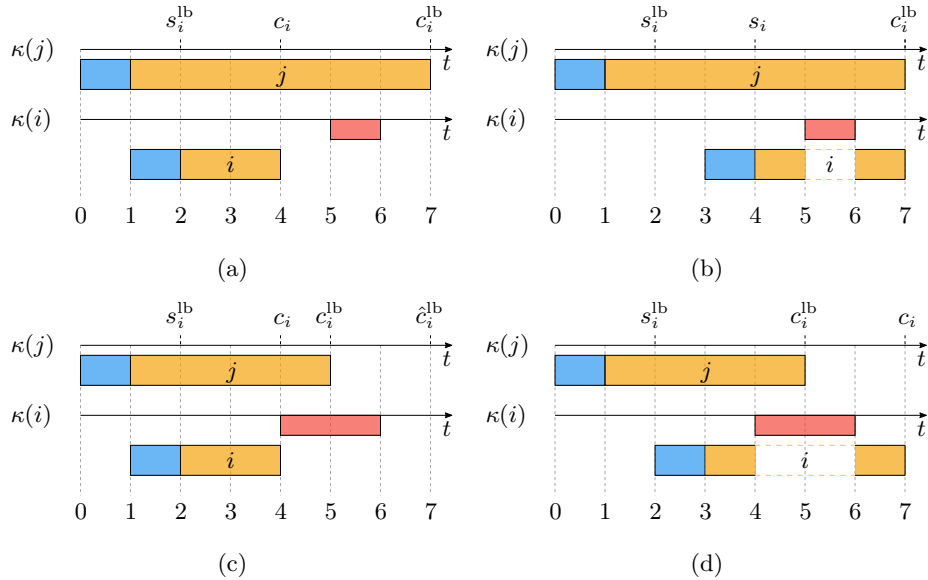 s_i^lb c_i c_i^lb
κ(j) t
j
κ(i) t
i
0 1 2 3 4 5 6 7
(a)
s_i^lb s_i c_i^lb
κ(j) t
j
κ(i) t
i
0 1 2 3 4 5 6 7
(b)
s_i^lb c_i c_i^lb ĉ_i^lb
κ(j) t
j
κ(i) t
i
0 1 2 3 4 5 6 7
(c)
s_i^lb c_i^lb c_i
κ(j) t
j
κ(i) t
i
0 1 2 3 4 5 6 7
(d)